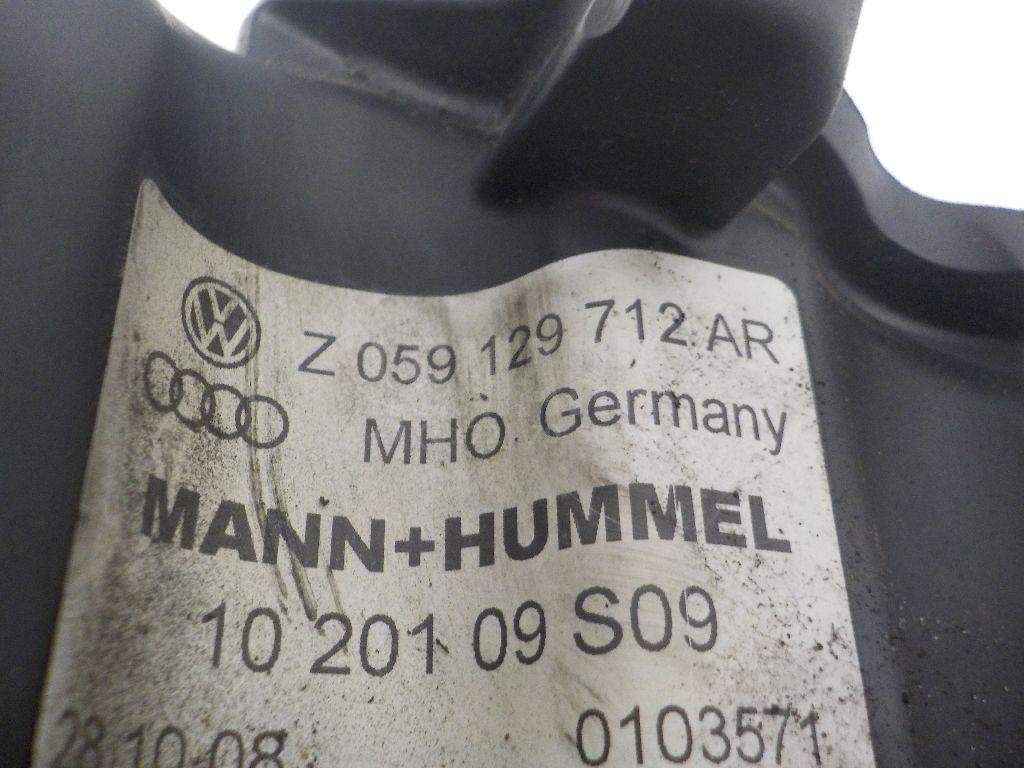 Z 059 129 712 AR
MHO Germany
MANN+HUMMEL
10 201 09 S09
28.10.08 0103571